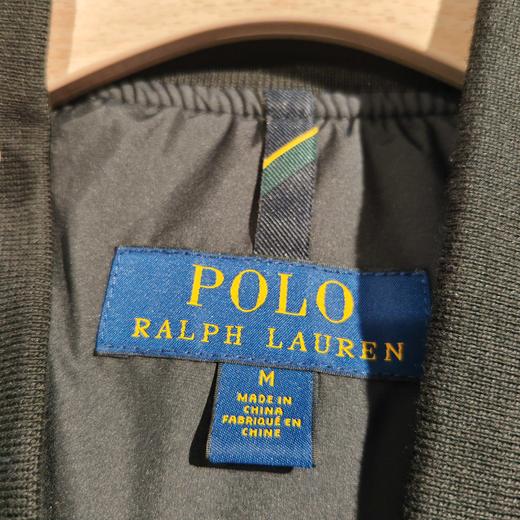 POLO
RALPH LAUREN
M
MADE IN
CHINA
FABRIQUÉ EN
CHINE